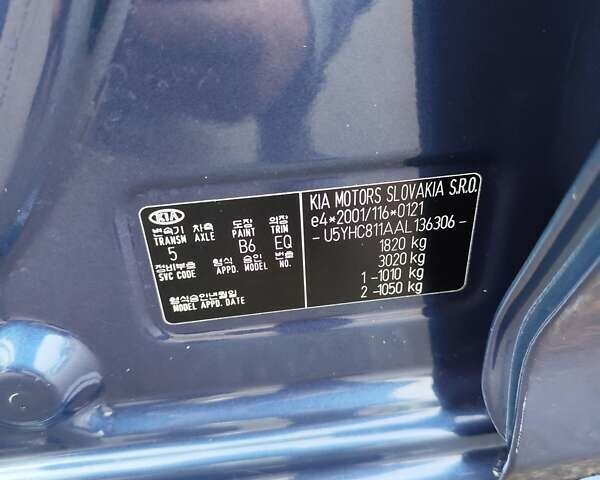 KIA
변속기 차축 도장 외장
TRANSM AXLE PAINT TRIM
5 B6 EQ
정비부호 형식 승인 번호
SVC CODE APPD. MODEL NO.
형식승인년월일
MODEL APPD. DATE
KIA MOTORS SLOVAKIA S.R.O.
e4*2001/116*0121
- U5YHC811AAL136306 -
1820 kg
3020 kg
1 -1010 kg
2 -1050 kg